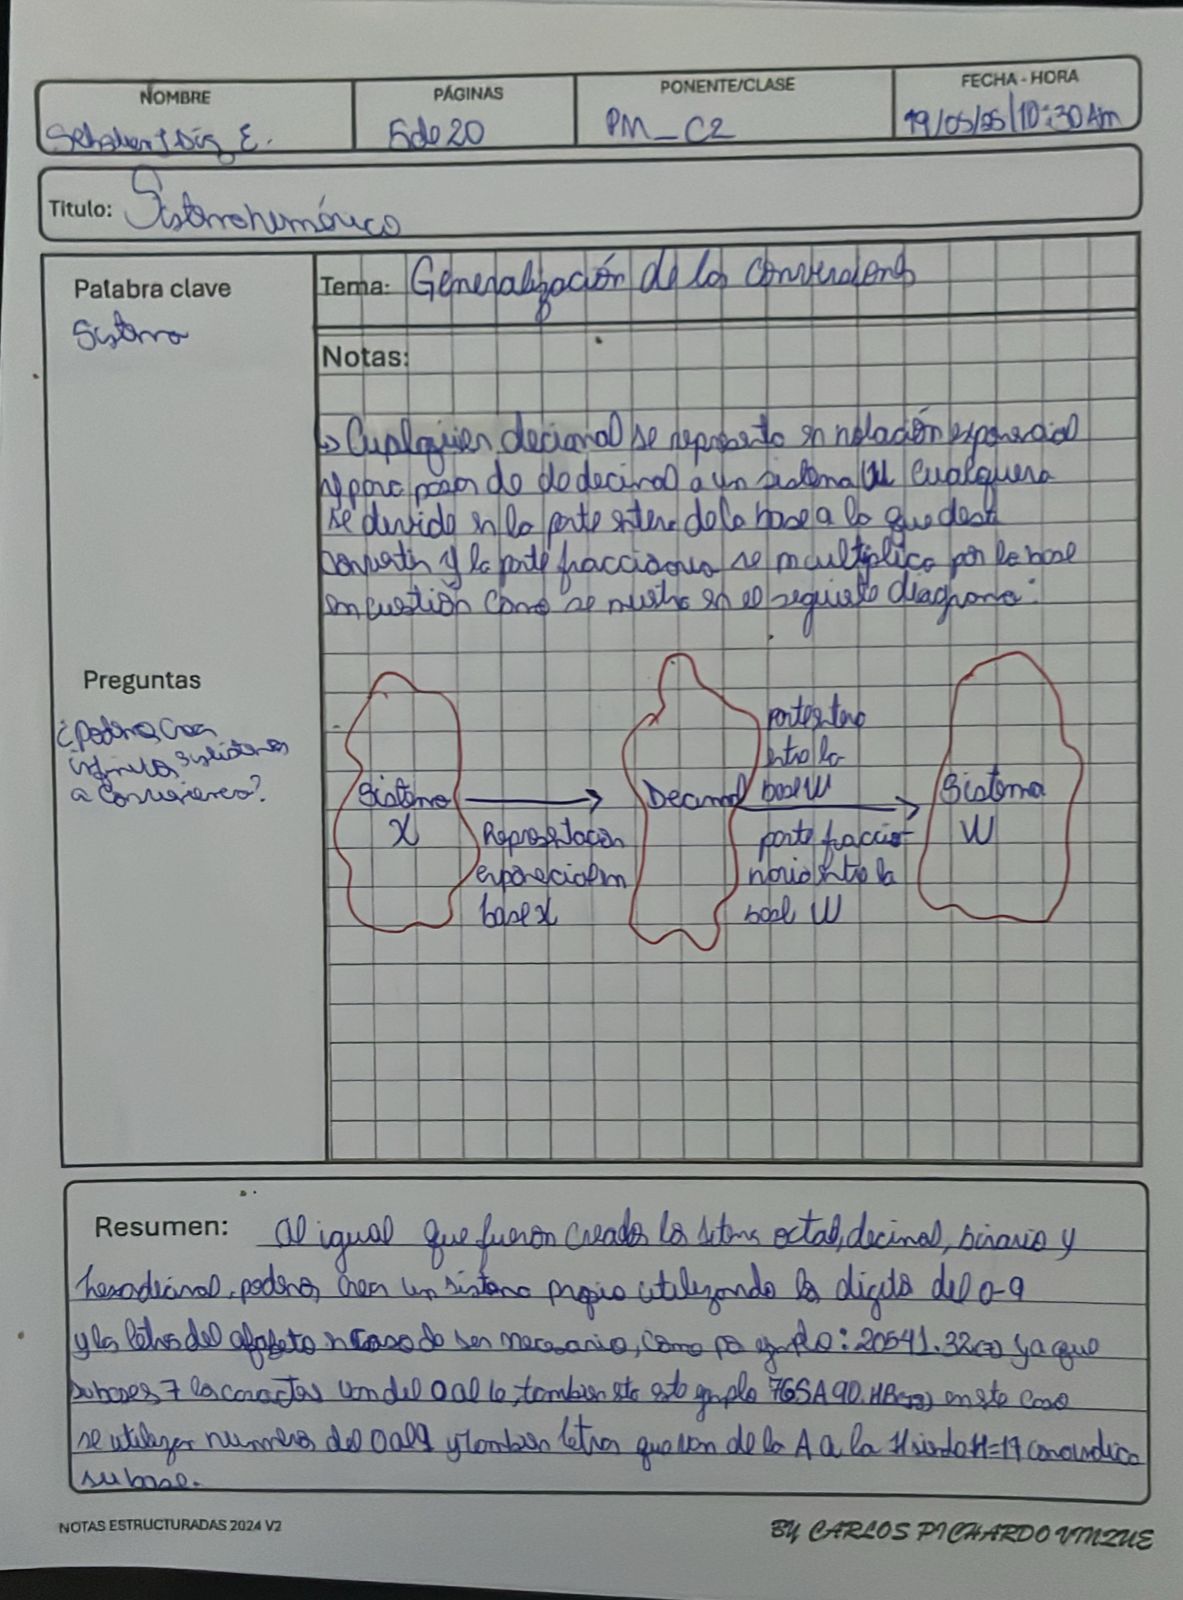 NOMBRE
PÁGINAS
PONENTE/CLASE
FECHA - HORA
E.
5 de 20
PM_C2
19/05/25|10:30 Am
Titulo: Sistema numérico
Palabra clave
Sistema
Tema: Generalización de las conversiones
Notas:
Cualquier decimal se representa en notación exponencial
y para pasar de decimal a un sistema W cualquiera
se divide en la parte entera de la base a la que desea
convertir y la parte fraccionaria se multiplica por la base
en cuestión como se muestra en el siguiente diagrama:
Preguntas
¿Podemos crear
infinitos sistemas
a conveniencia?
Sistema
X
Representación
exponencial en
base X
Decimal
parte entera
entre la
base W
parte fraccio-
naria entre la
base W
Sistema
W
Resumen: Al igual que fueron creados los sistemas octal, decimal, binario y
hexadecimal, podemos crear un sistema propio utilizando los dígitos del 0-9
y las letras del alfabeto en caso de ser necesario, como por ejemplo: 20541.32(7) ya que
su base es 7 los caracteres van del 0 al 6, también este ejemplo 76SA90.HB en este caso
se utilizan números del 0 al 9 y también letras que van de la A a la H siendo H=17 como indica
su base.
NOTAS ESTRUCTURADAS 2024 V2
BY CARLOS PICHARDO VINZUE